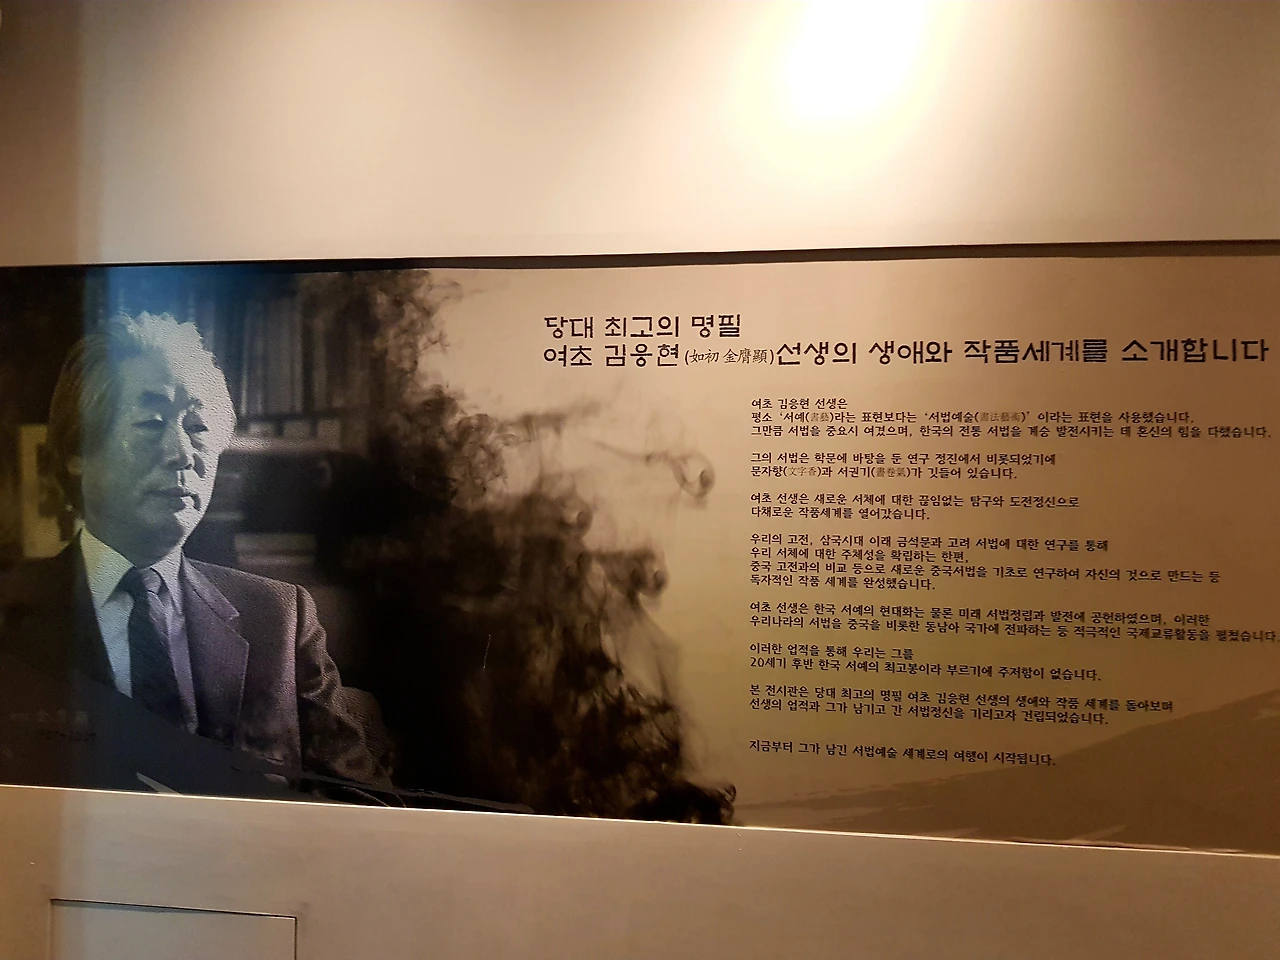 당대 최고의 명필
여초 김응현(如初 金膺顯)선생의 생애와 작품세계를 소개합니다
여초 김응현 선생은
평소 '서예(書藝)라는 표현보다는 '서법예술(書法藝術)' 이라는 표현을 사용했습니다.
그만큼 서법을 중요시 여겼으며, 한국의 전통 서법을 계승 발전시키는 데 혼신의 힘을 다했습니다.
그의 서법은 학문에 바탕을 둔 연구 정진에서 비롯되었기에
문자향(文字香)과 서권기(書卷氣)가 깃들어 있습니다.
여초 선생은 새로운 서체에 대한 끊임없는 탐구와 도전정신으로
다채로운 작품세계를 열어갔습니다.
우리의 고전, 삼국시대 이래 금석문과 고려 서법에 대한 연구를 통해
우리 서체에 대한 주체성을 확립하는 한편,
중국 고전과의 비교 등으로 새로운 중국서법을 기초로 연구하여 자신의 것으로 만드는 등
독자적인 작품 세계를 완성했습니다.
여초 선생은 한국 서예의 현대화는 물론 미래 서법정립과 발전에 공헌하였으며, 이러한
우리나라의 서법을 중국을 비롯한 동남아 국가에 전파하는 등 적극적인 국제교류활동을 펼쳤습니다.
이러한 업적을 통해 우리는 그를
20세기 후반 한국 서예의 최고봉이라 부르기에 주저함이 없습니다.
본 전시관은 당대 최고의 명필 여초 김응현 선생의 생애와 작품 세계를 돌아보며
선생의 업적과 그가 남기고 간 서법정신을 기리고자 건립되었습니다.
지금부터 그가 남긴 서법예술 세계로의 여행이 시작됩니다.